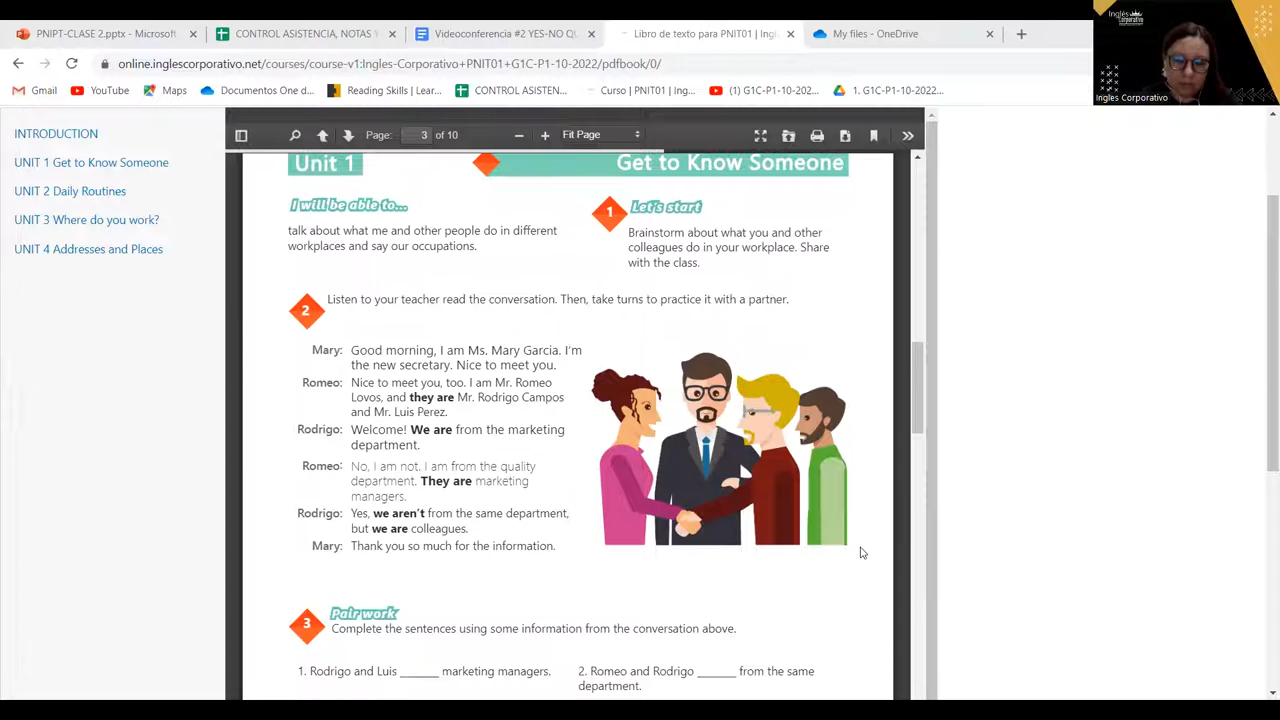 PNIPT-CLASE 2.pptx - Microsoft
CONTROL ASISTENCIA, NOTAS Y
Videoconferencia #2 YES-NO QU
Libro de texto para PNIT01 | Ingl
My files - OneDrive
online.inglescorporativo.net/courses/course-v1:Ingles-Corporativo+PNIT01+G1C-P1-10-2022/pdfbook/0/
Gmail
YouTube
Maps
Documentos One d...
Reading Skills | Lear...
CONTROL ASISTEN...
Curso | PNIT01 | ing...
(1) G1C-P1-10-202...
1. G1C-P1-10-2022...
Inglés
Corporativo
Ingles Corporativo
INTRODUCTION
UNIT 1 Get to Know Someone
UNIT 2 Daily Routines
UNIT 3 Where do you work?
UNIT 4 Addresses and Places
Page: 3 of 10
Fit Page
Unit 1
Get to Know Someone
I will be able to...
talk about what me and other people do in different
workplaces and say our occupations.
1
Let's start
Brainstorm about what you and other
colleagues do in your workplace. Share
with the class.
2
Listen to your teacher read the conversation. Then, take turns to practice it with a partner.
Mary: Good morning, I am Ms. Mary Garcia. I'm
the new secretary. Nice to meet you.
Romeo: Nice to meet you, too. I am Mr. Romeo
Lovos, and they are Mr. Rodrigo Campos
and Mr. Luis Perez.
Rodrigo: Welcome! We are from the marketing
department.
Romeo: No, I am not. I am from the quality
department. They are marketing
managers.
Rodrigo: Yes, we aren't from the same department,
but we are colleagues.
Mary: Thank you so much for the information.
3
Pair work
Complete the sentences using some information from the conversation above.
1. Rodrigo and Luis _______ marketing managers.
2. Romeo and Rodrigo _______ from the same
department.